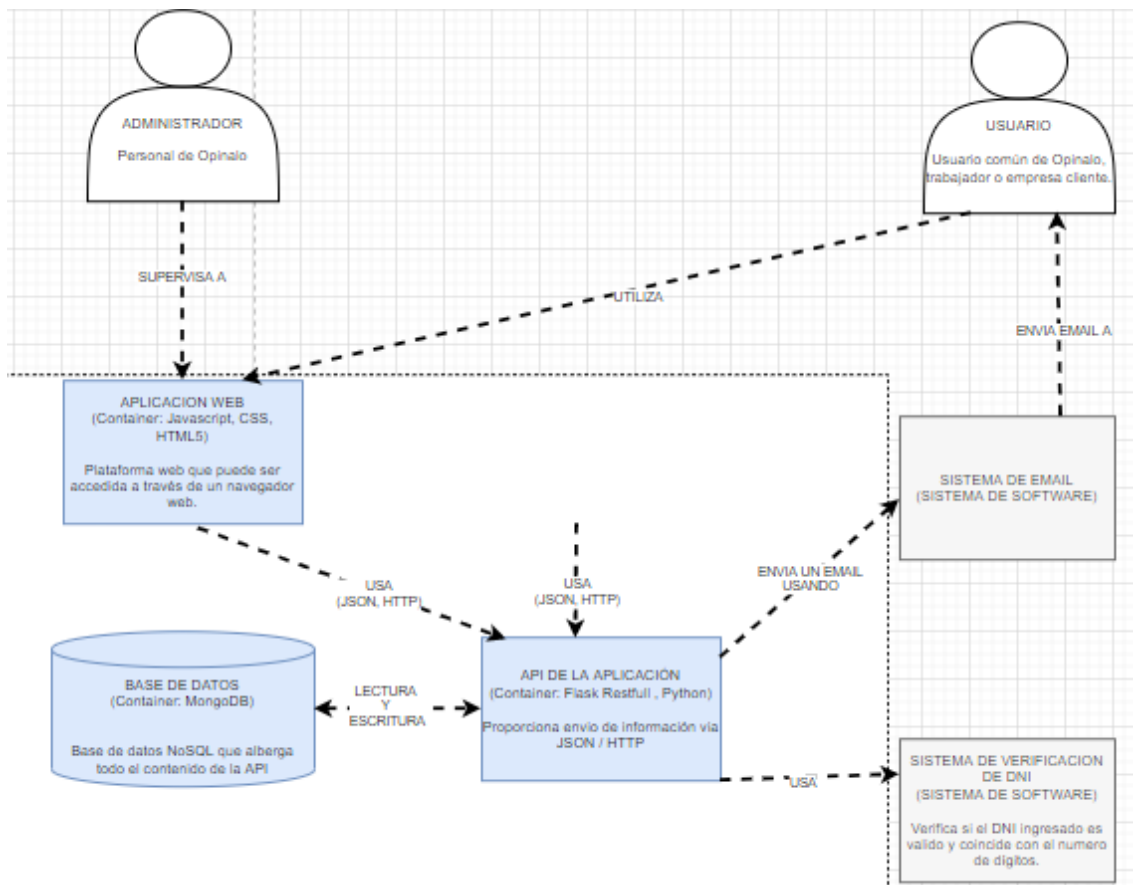 ADMINISTRADOR
Personal de Opinalo
USUARIO
Usuario común de Opinalo,
trabajador o empresa cliente.
SUPERVISA A
UTILIZA
ENVIA EMAIL A
APLICACION WEB
(Container: Javascript, CSS,
HTML5)
Plataforma web que puede ser
accedida a través de un navegador
web.
SISTEMA DE EMAIL
(SISTEMA DE SOFTWARE)
USA
(JSON, HTTP)
USA
(JSON, HTTP)
ENVIA UN EMAIL
USANDO
BASE DE DATOS
(Container: MongoDB)
Base de datos NoSQL que alberga
todo el contenido de la API
LECTURA
Y
ESCRITURA
API DE LA APLICACIÓN
(Container: Flask Restfull , Python)
Proporciona envio de información via
JSON / HTTP
USA
SISTEMA DE VERIFICACION
DE DNI
(SISTEMA DE SOFTWARE)
Verifica si el DNI ingresado es
valido y coincide con el numero
de digitos.